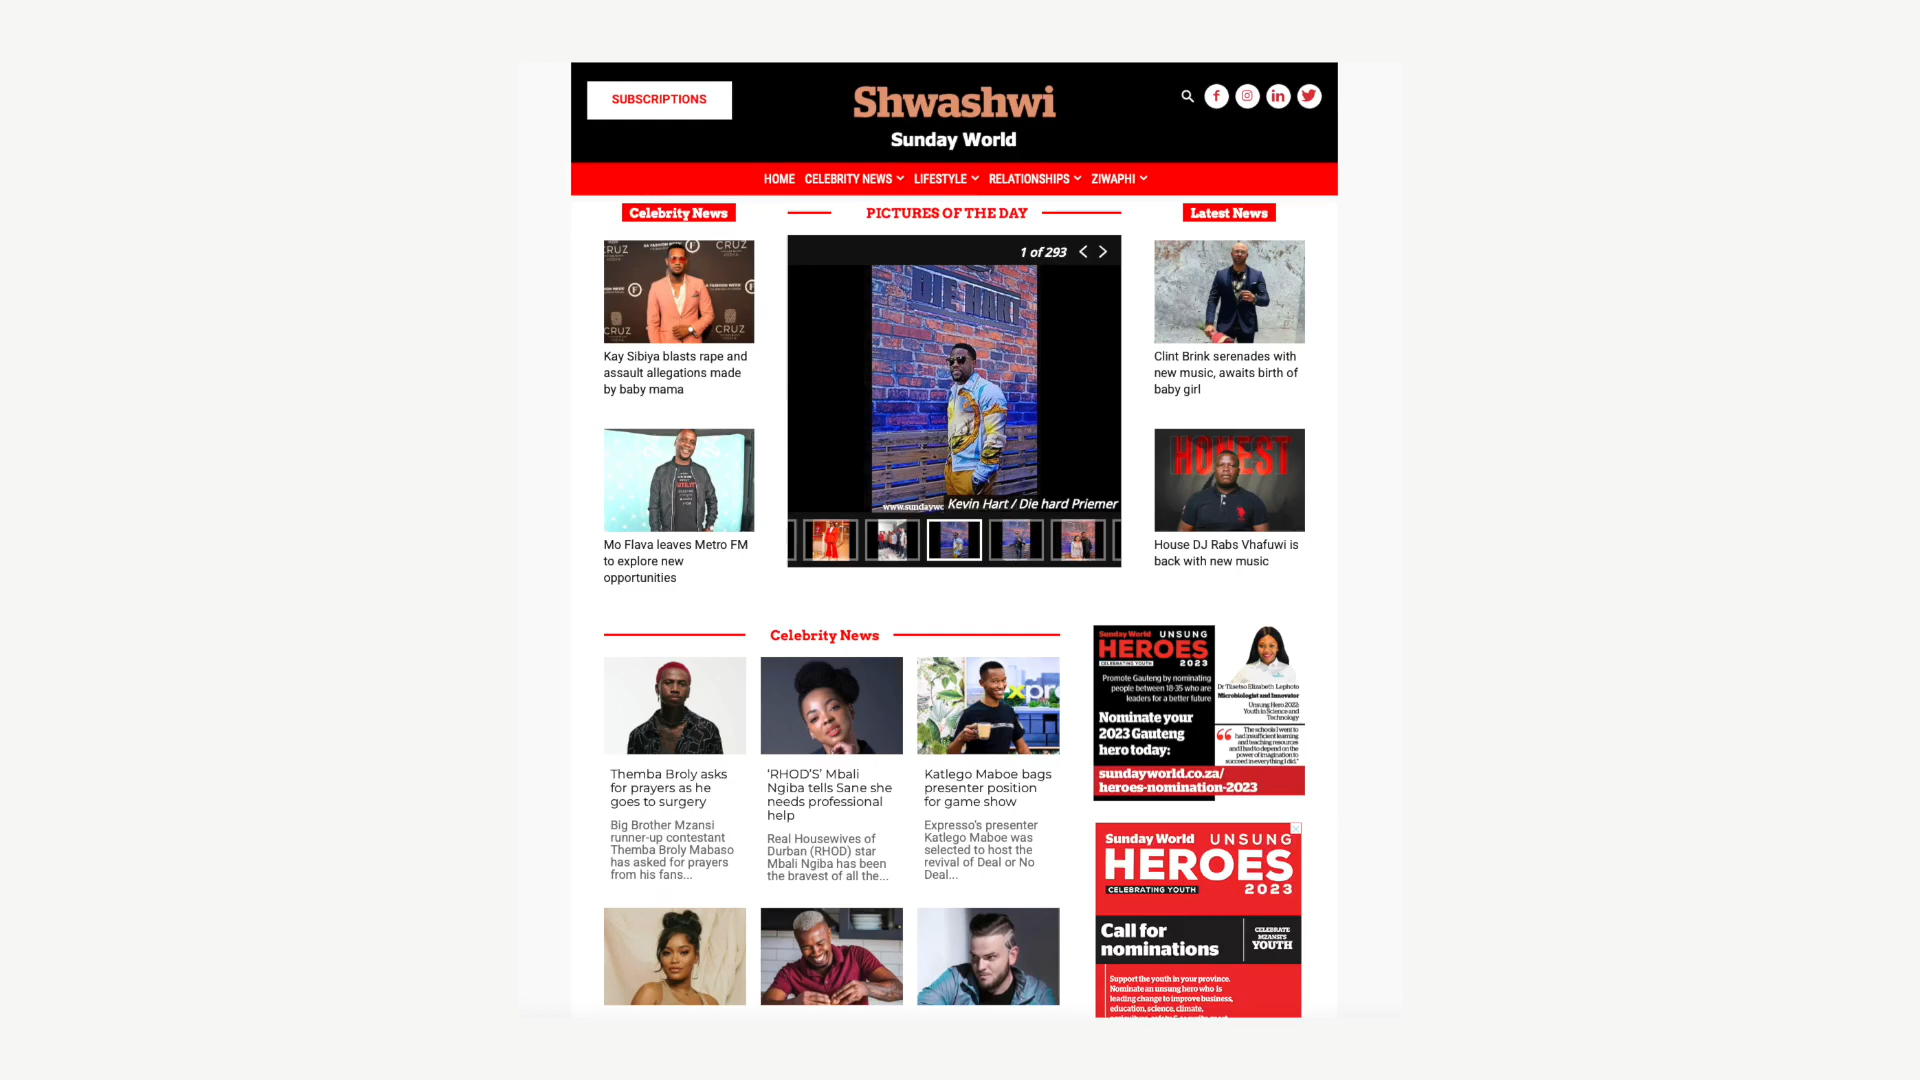 SUBSCRIPTIONS
Shwashwi
Sunday World
HOME CELEBRITY NEWS LIFESTYLE RELATIONSHIPS ZIWAPHI
Celebrity News
CRUZ
CRUZ
CRUZ
Kay Sibiya blasts rape and
assault allegations made
by baby mama
Mo Flava leaves Metro FM
to explore new
opportunities
PICTURES OF THE DAY
1 of 293
DIE HART
www.sundaywo
Kevin Hart / Die hard Priemer
Latest News
Clint Brink serenades with
new music, awaits birth of
baby girl
HONEST
House DJ Rabs Vhafuwi is
back with new music
Celebrity News
Themba Broly asks
for prayers as he
goes to surgery
Big Brother Mzansi
runner-up contestant
Themba Broly Mabaso
has asked for prayers
from his fans...
‘RHOD’S’ Mbali
Ngiba tells Sane she
needs professional
help
Real Housewives of
Durban (RHOD) star
Mbali Ngiba has been
the bravest of all the...
xpre
Katlego Maboe bags
presenter position
for game show
Expresso's presenter
Katlego Maboe was
selected to host the
revival of Deal or No
Deal...
Sunday World UNSUNG
HEROES
CELEBRATING YOUTH 2023
Promote Gauteng by nominating
people between 18-35 who are
leaders for a better future
Nominate your
2023 Gauteng
hero today:
Dr Tisetso Elizabeth Lephoto
Microbiologist and Innovator
Unsung Hero 2022:
Youth in Science and
Technology
“The schools I went to
had insufficient learning
and teaching resources
and I had to depend on the
power of imagination to
succeed in everything I did.”
sundayworld.co.za/
heroes-nomination-2023
Sunday World UNSUNG
HEROES
CELEBRATING YOUTH 2023
Call for
nominations
CELEBRATE
MZANSI'S
YOUTH
Support the youth in your province.
Nominate an unsung hero who is
leading change to improve business,
education, science, climate,